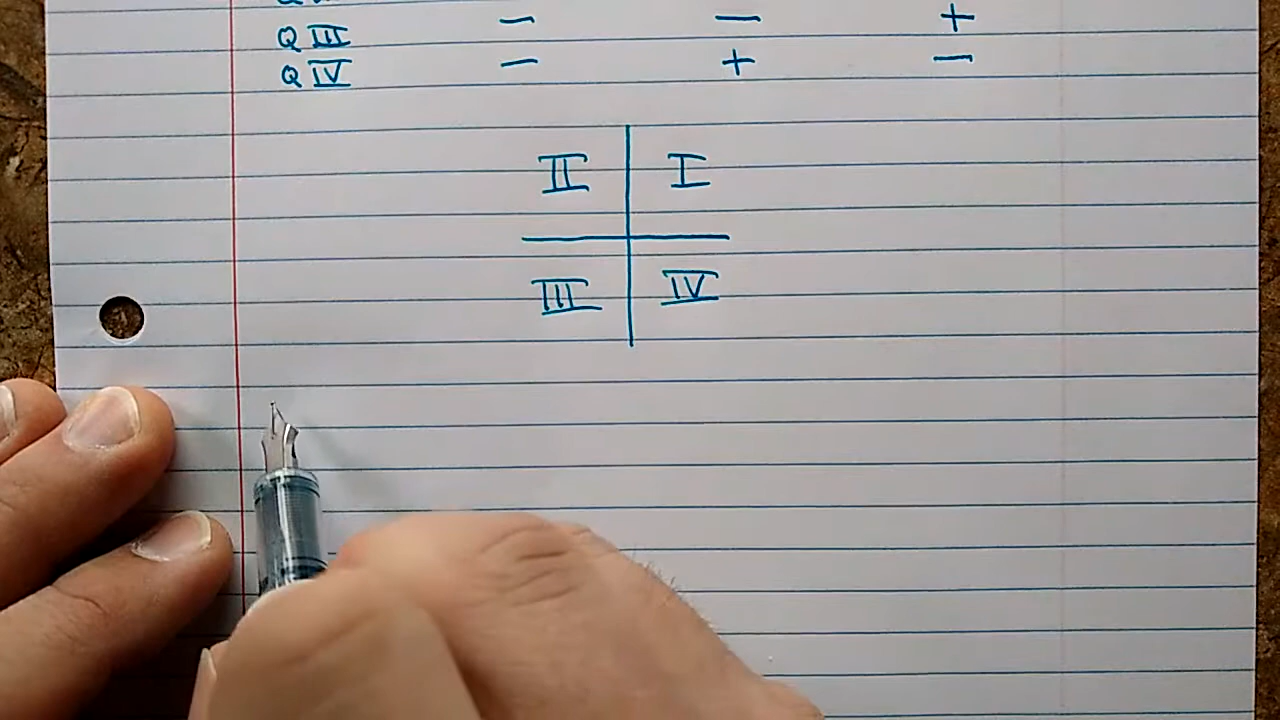 Q III − − +
Q IV − + −
II I
III IV